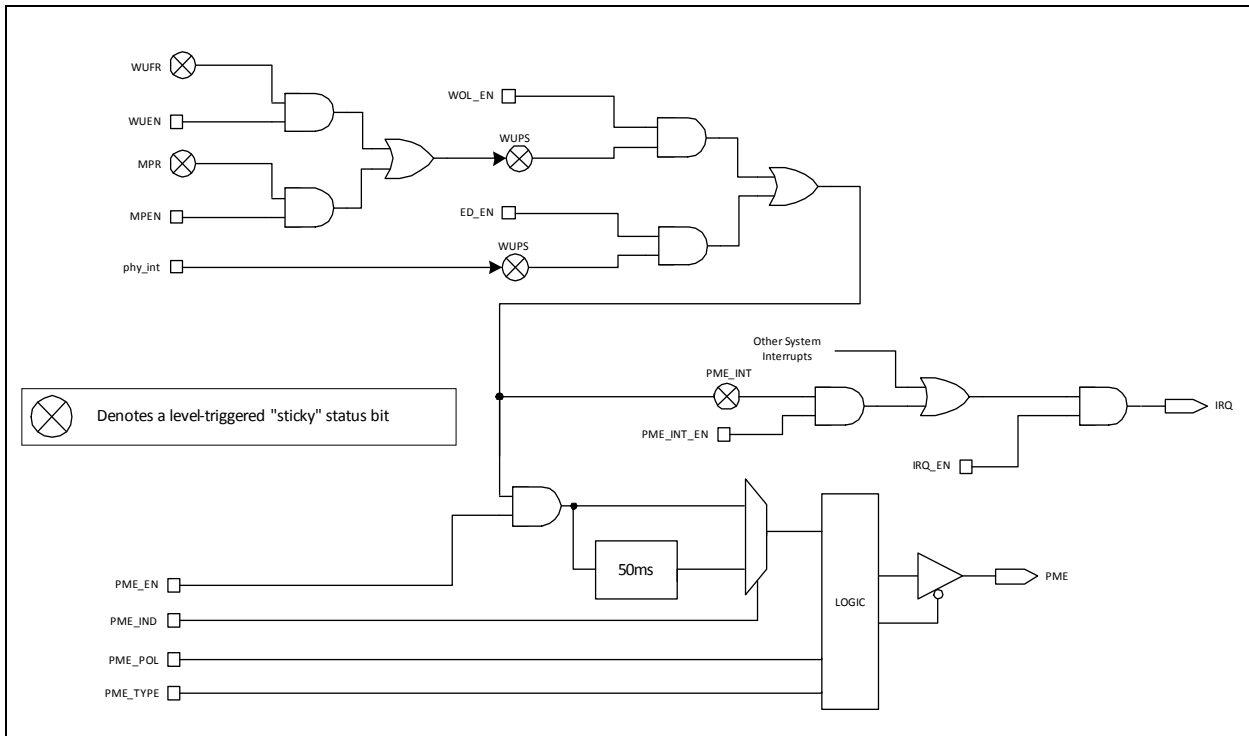 WUFR
WUEN
MPR
MPEN
phy_int
WOL_EN
WUPS
ED_EN
WUPS
Other System
Interrupts
PME_INT
PME_INT_EN
IRQ_EN
IRQ
Denotes a level-triggered "sticky" status bit
50ms
LOGIC
PME
PME_EN
PME_IND
PME_POL
PME_TYPE